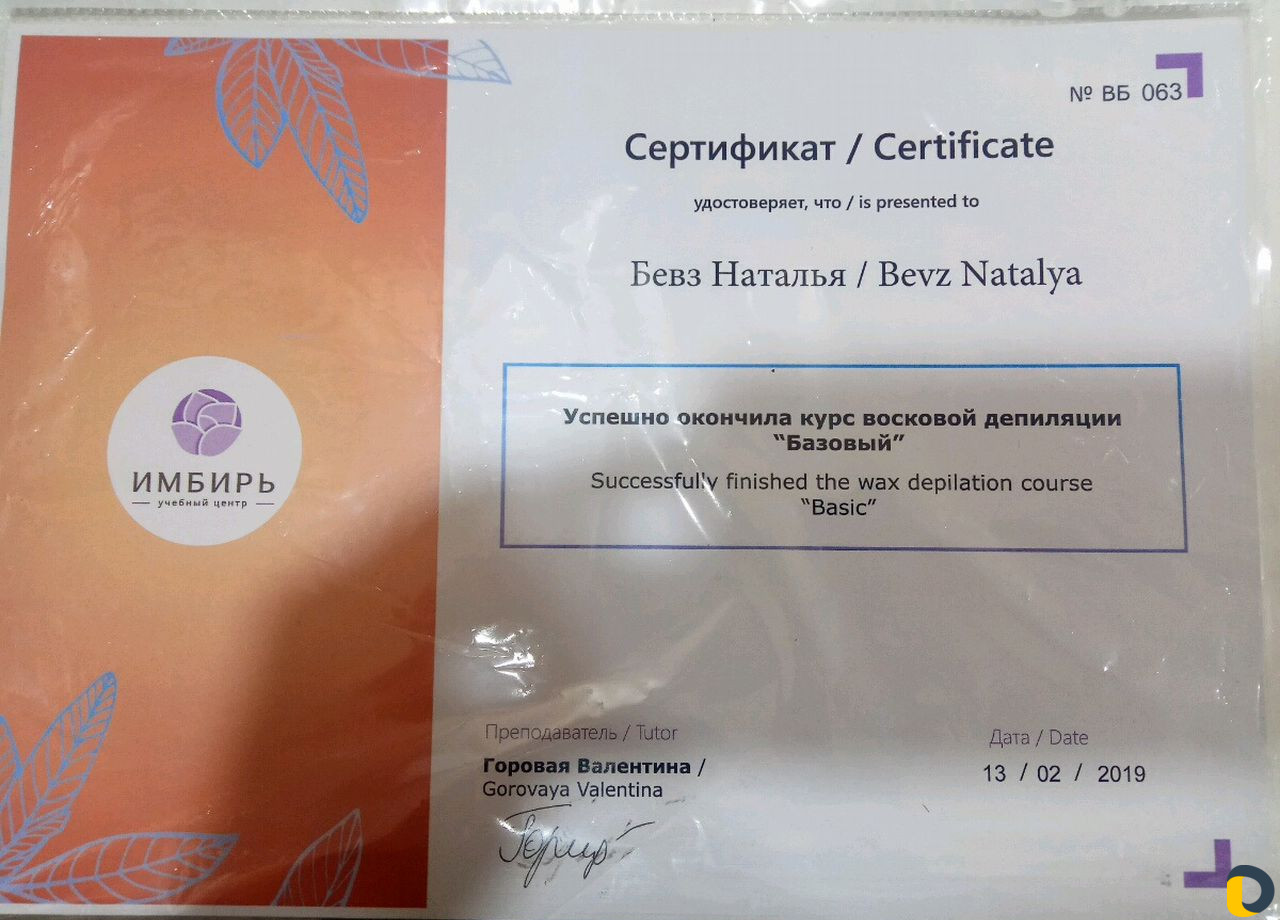 № ВБ 063
Сертификат / Certificate
удостоверяет, что / is presented to
Бевз Наталья / Bevz Natalya
Успешно окончила курс восковой депиляции
“Базовый”
Successfully finished the wax depilation course
“Basic”
ИМБИРЬ
учебный центр
Преподаватель / Tutor
Горовая Валентина /
Gorovaya Valentina
Дата / Date
13 / 02 / 2019